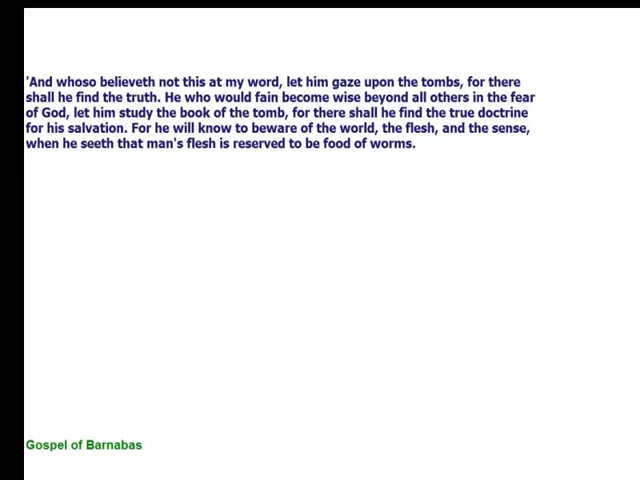 'And whoso believeth not this at my word, let him gaze upon the tombs, for there
shall he find the truth. He who would fain become wise beyond all others in the fear
of God, let him study the book of the tomb, for there shall he find the true doctrine
for his salvation. For he will know to beware of the world, the flesh, and the sense,
when he seeth that man's flesh is reserved to be food of worms.
Gospel of Barnabas